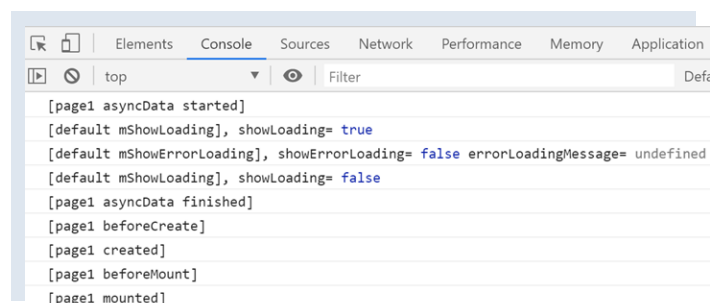 Elements Console Sources Network Performance Memory Application
top Filter Defa
[page1 asyncData started]
[default mShowLoading], showLoading= true
[default mShowErrorLoading], showErrorLoading= false errorLoadingMessage= undefined
[default mShowLoading], showLoading= false
[page1 asyncData finished]
[page1 beforeCreate]
[page1 created]
[page1 beforeMount]
[page1 mounted]